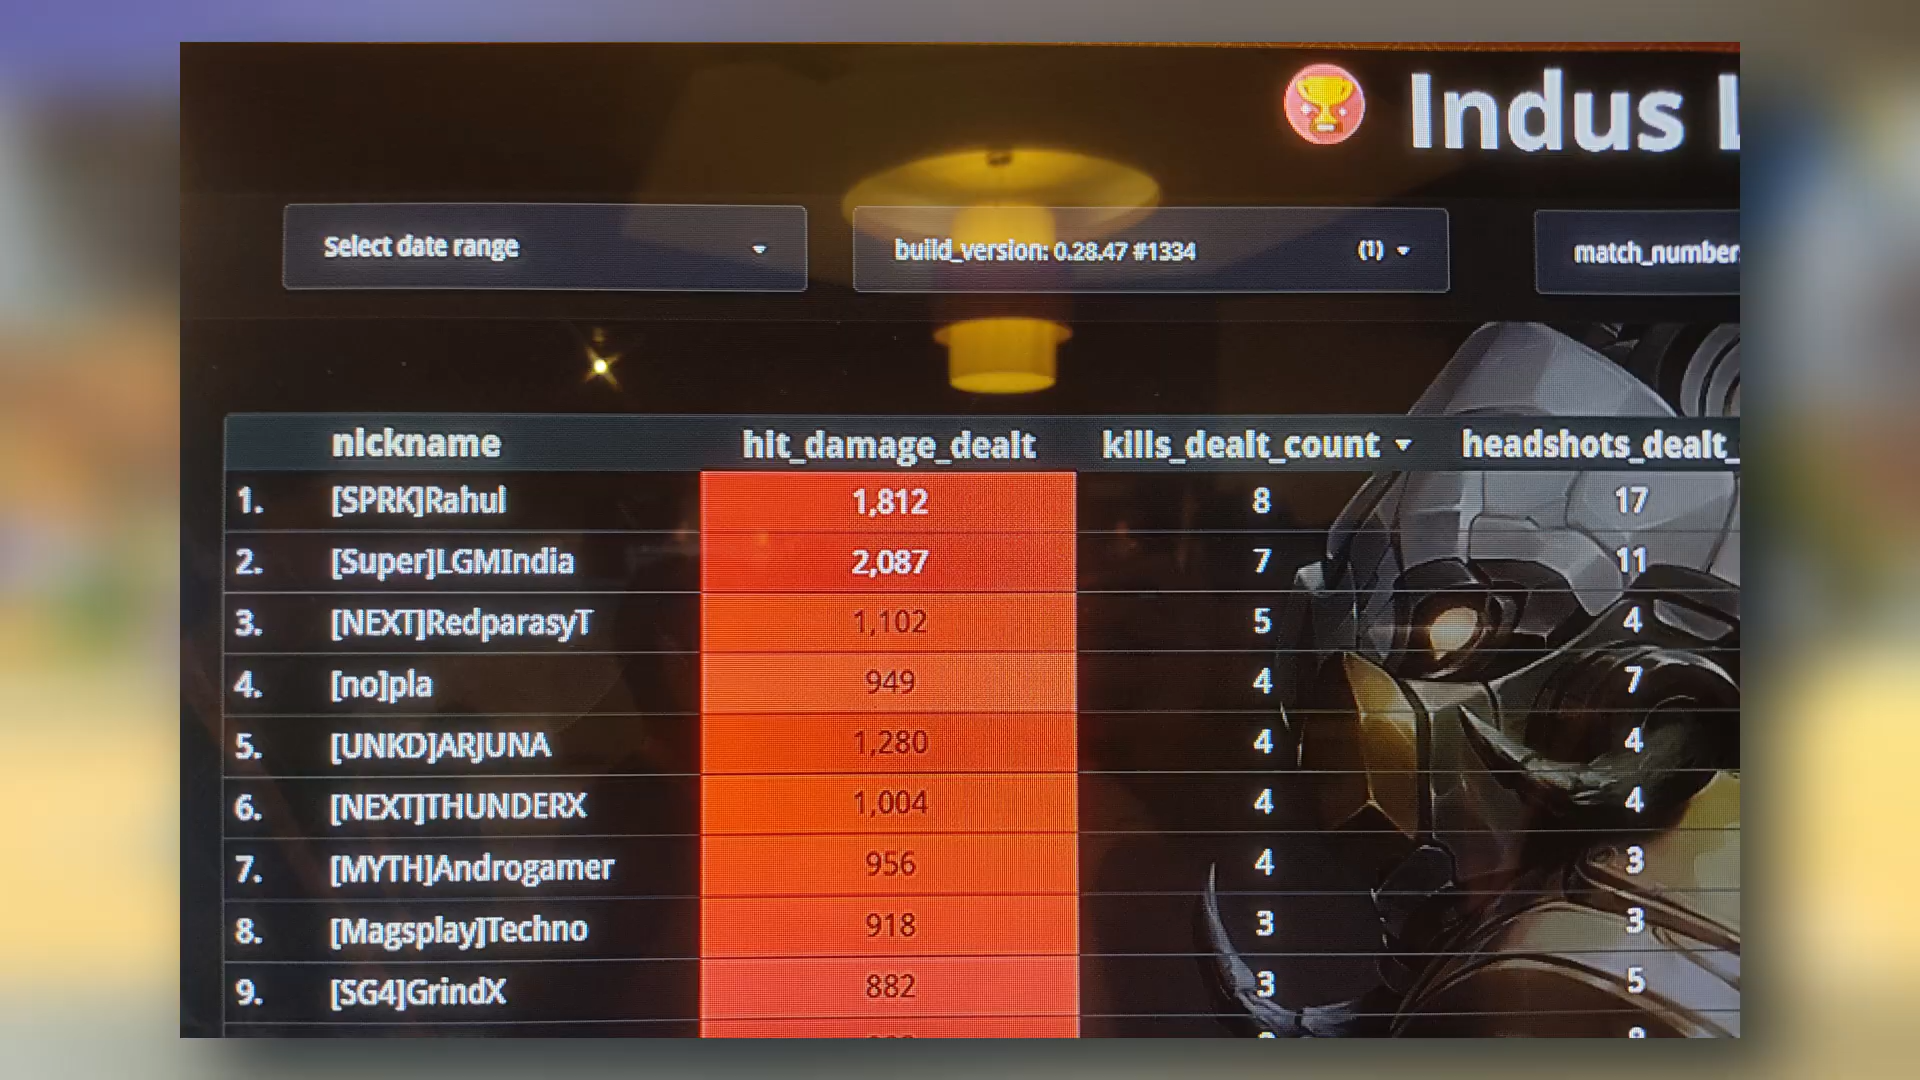 Indus
Select date range
build_version: 0.28.47 #1334 (1)
match_number
nickname hit_damage_dealt kills_dealt_count headshots_dealt_
1. [SPRK]Rahul 1,812 8 17
2. [Super]LGMIndia 2,087 7 11
3. [NEXT]RedparasyT 1,102 5 4
4. [no]pla 949 4 7
5. [UNKD]ARJUNA 1,280 4 4
6. [NEXT]THUNDERX 1,004 4 4
7. [MYTH]Androgamer 956 4 3
8. [Magsplay]Techno 918 3 3
9. [SG4]GrindX 882 3 5